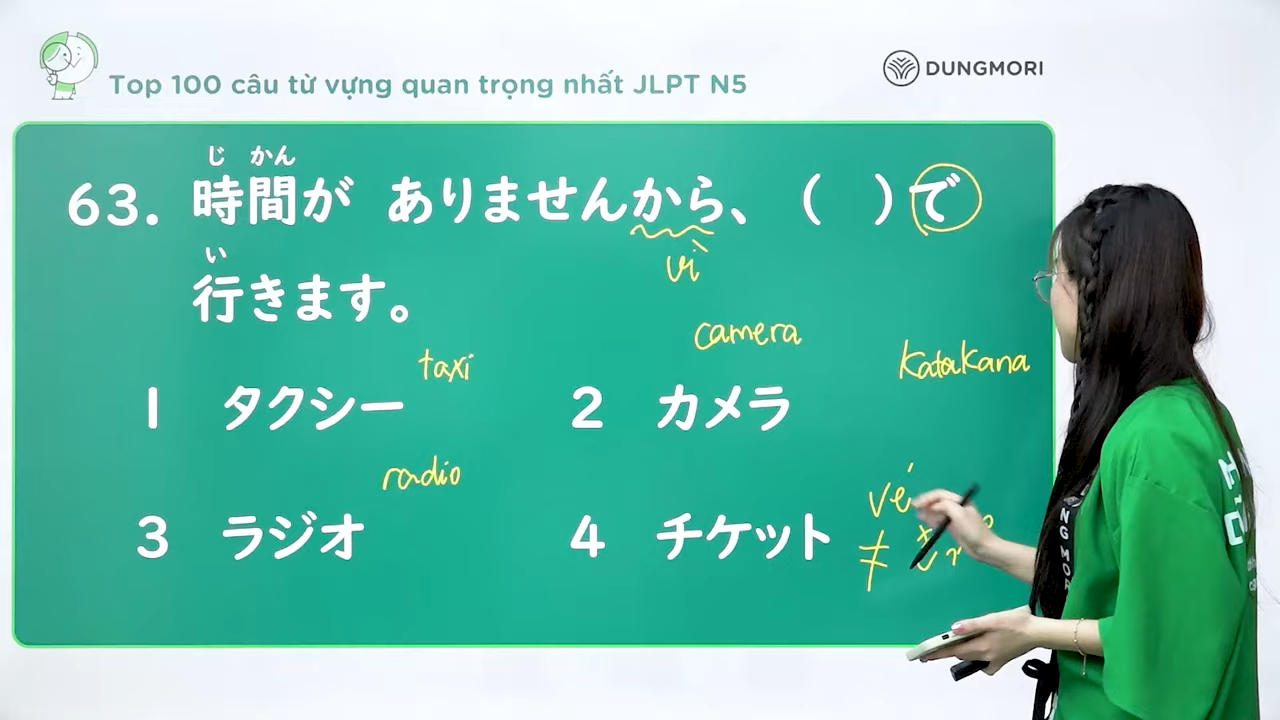 Top 100 câu từ vựng quan trọng nhất JLPT N5
DUNGMORI
じ かん
63. 時間が ありませんから、( )で
vì
い
行きます。
camera
taxi
Katakana
1 タクシー
2 カメラ
radio
vé
3 ラジオ
4 チケット
≠